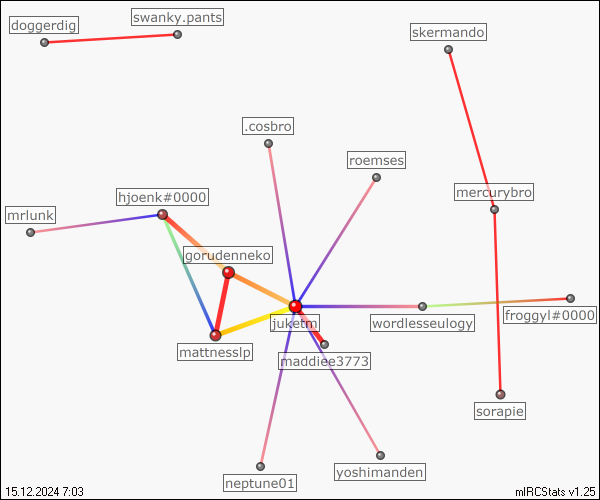 swanky.pants
doggerdig
skermando
.cosbro
roemses
hjoenk#0000
mercurybro
mrlunk
gorudenneko
juketm
wordlesseulogy
froggyl#0000
mattnesslp
maddiee3773
sorapie
yoshimanden
neptune01
15.12.2024 7:03
mIRCStats v1.25